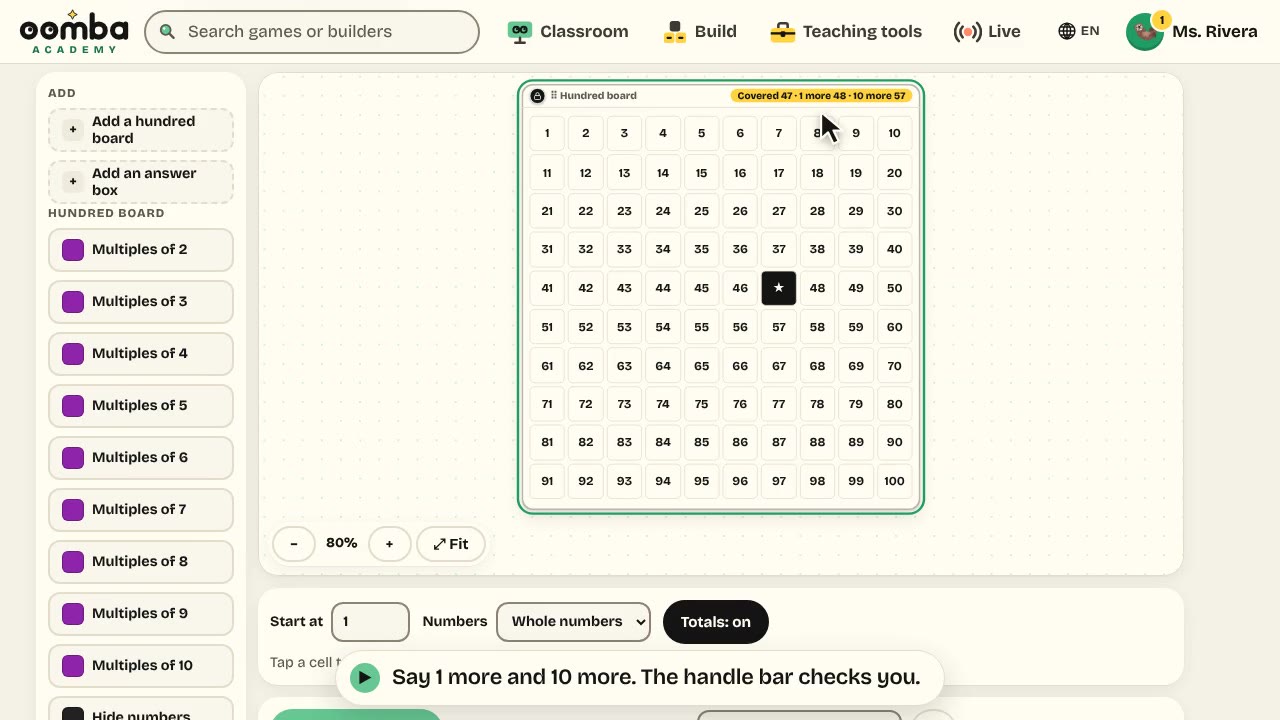 oomba
ACADEMY
Search games or builders
Classroom
Build
Teaching tools
Live
EN
1
Ms. Rivera
ADD
+ Add a hundred board
+ Add an answer box
HUNDRED BOARD
Multiples of 2
Multiples of 3
Multiples of 4
Multiples of 5
Multiples of 6
Multiples of 7
Multiples of 8
Multiples of 9
Multiples of 10
Hide numbers
Hundred board
Covered 47 · 1 more 48 · 10 more 57
1 2 3 4 5 6 7 8 9 10
11 12 13 14 15 16 17 18 19 20
21 22 23 24 25 26 27 28 29 30
31 32 33 34 35 36 37 38 39 40
41 42 43 44 45 46 ★ 48 49 50
51 52 53 54 55 56 57 58 59 60
61 62 63 64 65 66 67 68 69 70
71 72 73 74 75 76 77 78 79 80
81 82 83 84 85 86 87 88 89 90
91 92 93 94 95 96 97 98 99 100
− 80% + Fit
Start at 1 Numbers Whole numbers Totals: on
Tap a cell
Say 1 more and 10 more. The handle bar checks you.